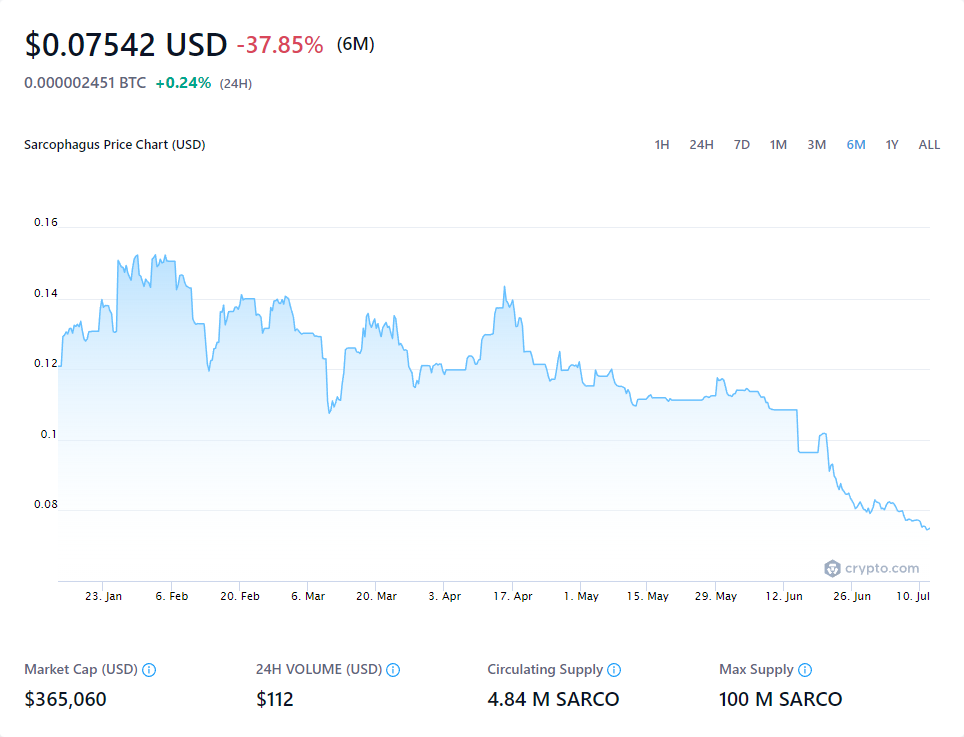 $0.07542 USD -37.85% (6M)
0.000002451 BTC +0.24% (24H)
Sarcophagus Price Chart (USD) 1H 24H 7D 1M 3M 6M 1Y ALL
0.16
0.14
0.12
0.1
0.08
crypto.com
23. Jan 6. Feb 20. Feb 6. Mar 20. Mar 3. Apr 17. Apr 1. May 15. May 29. May 12. Jun 26. Jun 10. Jul
Market Cap (USD) 24H VOLUME (USD) Circulating Supply Max Supply
$365,060 $112 4.84 M SARCO 100 M SARCO